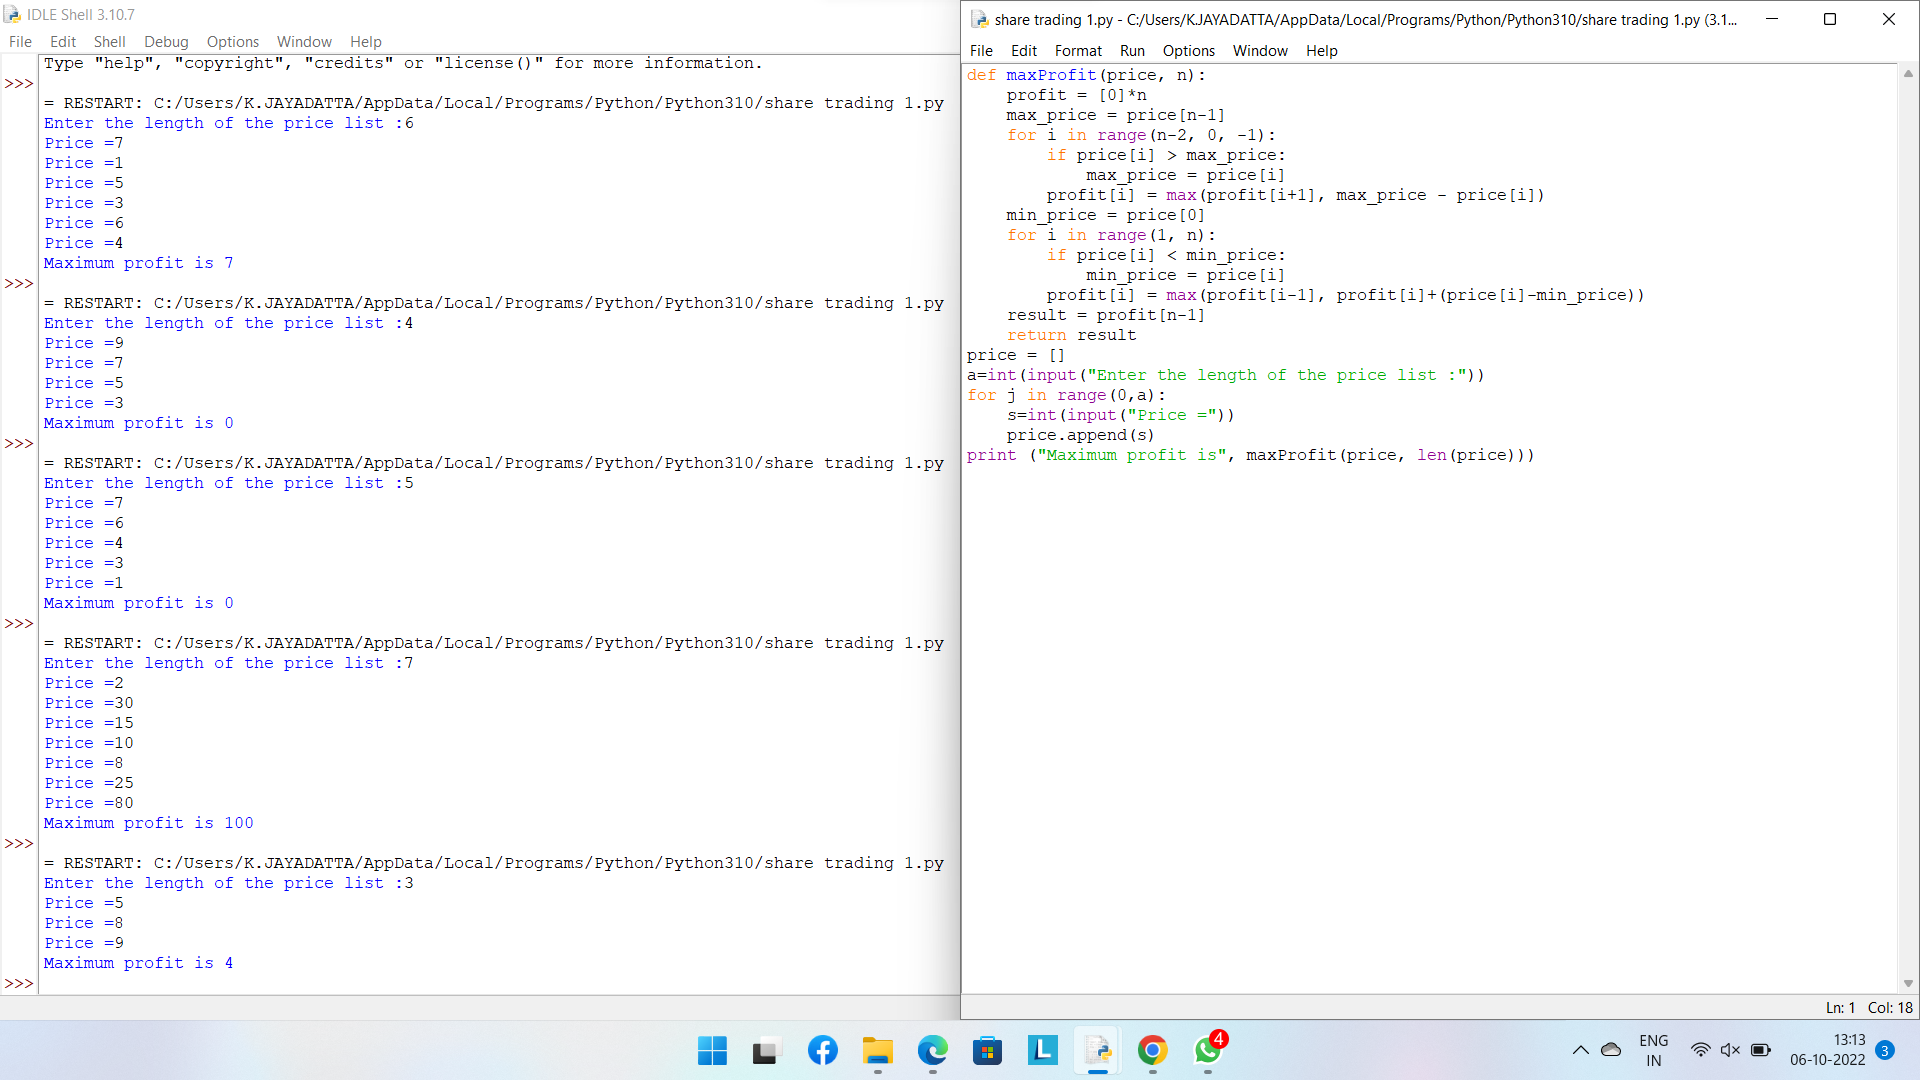 IDLE Shell 3.10.7
File Edit Shell Debug Options Window Help
Type "help", "copyright", "credits" or "license()" for more information.
>>>
= RESTART: C:/Users/K.JAYADATTA/AppData/Local/Programs/Python/Python310/share trading 1.py
Enter the length of the price list :6
Price =7
Price =1
Price =5
Price =3
Price =6
Price =4
Maximum profit is 7
>>>
= RESTART: C:/Users/K.JAYADATTA/AppData/Local/Programs/Python/Python310/share trading 1.py
Enter the length of the price list :4
Price =9
Price =7
Price =5
Price =3
Maximum profit is 0
>>>
= RESTART: C:/Users/K.JAYADATTA/AppData/Local/Programs/Python/Python310/share trading 1.py
Enter the length of the price list :5
Price =7
Price =6
Price =4
Price =3
Price =1
Maximum profit is 0
>>>
= RESTART: C:/Users/K.JAYADATTA/AppData/Local/Programs/Python/Python310/share trading 1.py
Enter the length of the price list :7
Price =2
Price =30
Price =15
Price =10
Price =8
Price =25
Price =80
Maximum profit is 100
>>>
= RESTART: C:/Users/K.JAYADATTA/AppData/Local/Programs/Python/Python310/share trading 1.py
Enter the length of the price list :3
Price =5
Price =8
Price =9
Maximum profit is 4
>>>
share trading 1.py - C:/Users/KJAYADATTA/AppData/Local/Programs/Python/Python310/share trading 1.py (3.1...
File Edit Format Run Options Window Help
def maxProfit(price, n):
    profit = [0]*n
    max_price = price[n-1]
    for i in range(n-2, 0, -1):
        if price[i] > max_price:
            max_price = price[i]
        profit[i] = max(profit[i+1], max_price - price[i])
    min_price = price[0]
    for i in range(1, n):
        if price[i] < min_price:
            min_price = price[i]
        profit[i] = max(profit[i-1], profit[i]+(price[i]-min_price))
    result = profit[n-1]
    return result
price = []
a=int(input("Enter the length of the price list :"))
for j in range(0,a):
    s=int(input("Price ="))
    price.append(s)
print ("Maximum profit is", maxProfit(price, len(price)))
Ln: 1 Col: 18
L
4
ENG
IN
13:13
06-10-2022
3